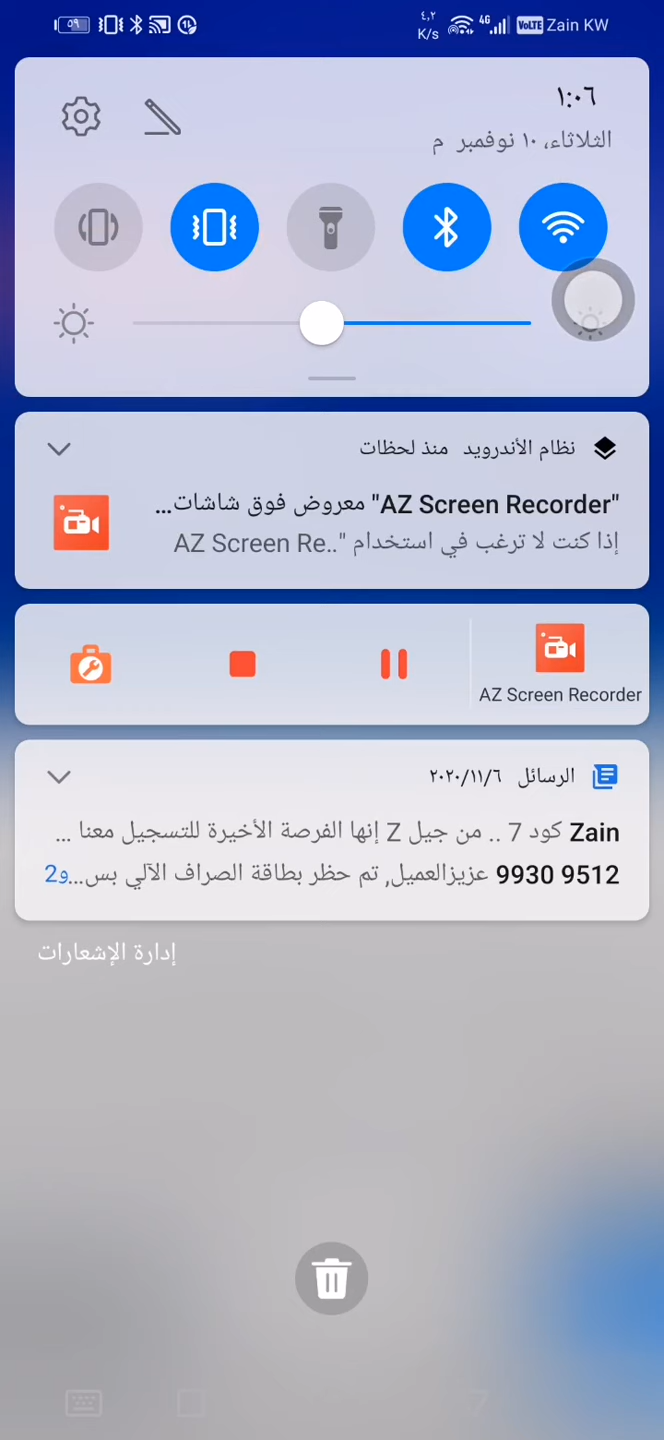 ٥٩
٤,٢ K/s
4G
VoLTE
Zain KW
١:٠٦
الثلاثاء، ١٠ نوفمبر م
نظام الأندرويد منذ لحظات
"AZ Screen Recorder" معروض فوق شاشات...
إذا كنت لا ترغب في استخدام "..AZ Screen Re
AZ Screen Recorder
الرسائل ٢٠٢٠/١١/٦
Zain كود 7 .. من جيل Z إنها الفرصة الأخيرة للتسجيل معنا ...
9930 9512 عزيزالعميل, تم حظر بطاقة الصراف الآلي بس...و2
إدارة الإشعارات